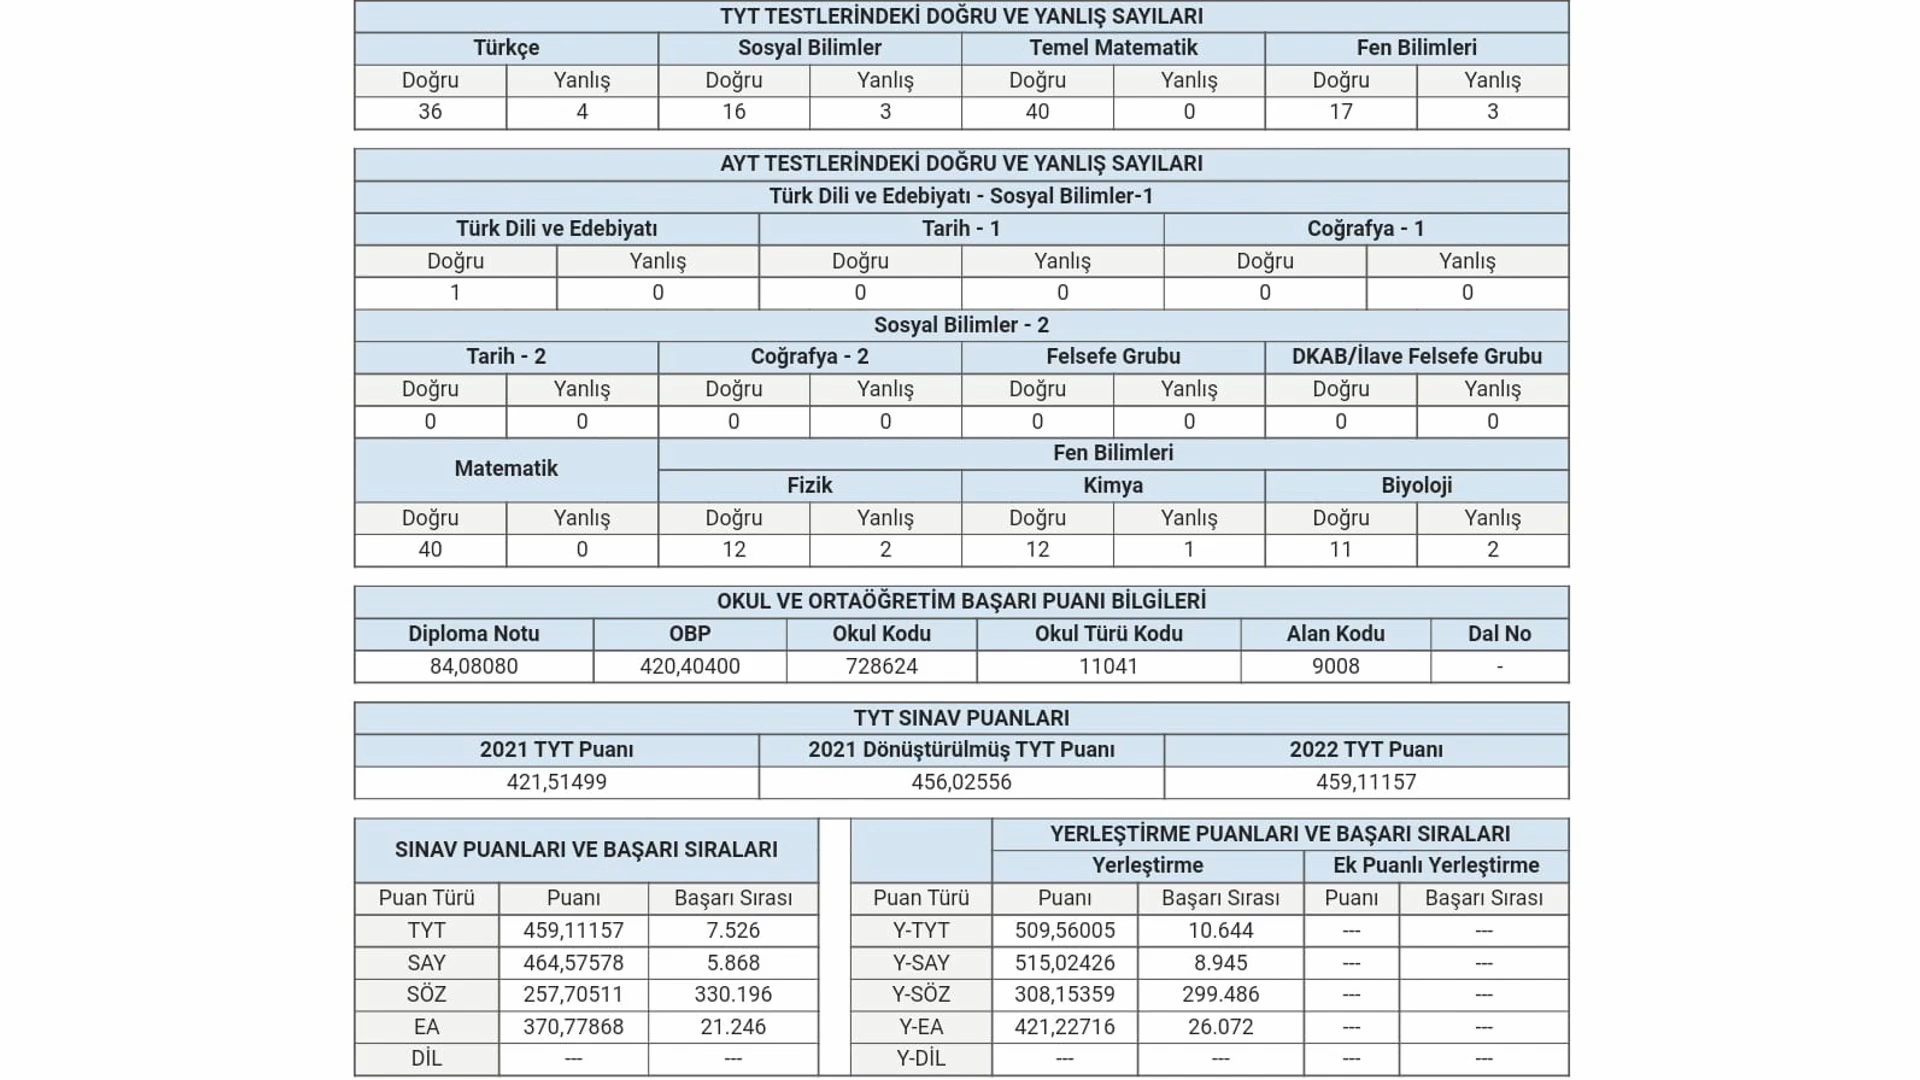 TYT TESTLERİNDEKİ DOĞRU VE YANLIŞ SAYILARI
Türkçe Sosyal Bilimler Temel Matematik Fen Bilimleri
Doğru Yanlış Doğru Yanlış Doğru Yanlış Doğru Yanlış
36 4 16 3 40 0 17 3
AYT TESTLERİNDEKİ DOĞRU VE YANLIŞ SAYILARI
Türk Dili ve Edebiyatı - Sosyal Bilimler-1
Türk Dili ve Edebiyatı Tarih - 1 Coğrafya - 1
Doğru Yanlış Doğru Yanlış Doğru Yanlış
1 0 0 0 0 0
Sosyal Bilimler - 2
Tarih - 2 Coğrafya - 2 Felsefe Grubu DKAB/İlave Felsefe Grubu
Doğru Yanlış Doğru Yanlış Doğru Yanlış Doğru Yanlış
0 0 0 0 0 0 0 0
Matematik Fen Bilimleri
Fizik Kimya Biyoloji
Doğru Yanlış Doğru Yanlış Doğru Yanlış Doğru Yanlış
40 0 12 2 12 1 11 2
OKUL VE ORTAÖĞRETİM BAŞARI PUANI BİLGİLERİ
Diploma Notu OBP Okul Kodu Okul Türü Kodu Alan Kodu Dal No
84,08080 420,40400 728624 11041 9008 -
TYT SINAV PUANLARI
2021 TYT Puanı 2021 Dönüştürülmüş TYT Puanı 2022 TYT Puanı
421,51499 456,02556 459,11157
SINAV PUANLARI VE BAŞARI SIRALARI
Puan Türü Puanı Başarı Sırası
TYT 459,11157 7.526
SAY 464,57578 5.868
SÖZ 257,70511 330.196
EA 370,77868 21.246
DİL --- ---
YERLEŞTİRME PUANLARI VE BAŞARI SIRALARI
Yerleştirme Ek Puanlı Yerleştirme
Puan Türü Puanı Başarı Sırası Puanı Başarı Sırası
Y-TYT 509,56005 10.644 --- ---
Y-SAY 515,02426 8.945 --- ---
Y-SÖZ 308,15359 299.486 --- ---
Y-EA 421,22716 26.072 --- ---
Y-DİL --- --- --- ---